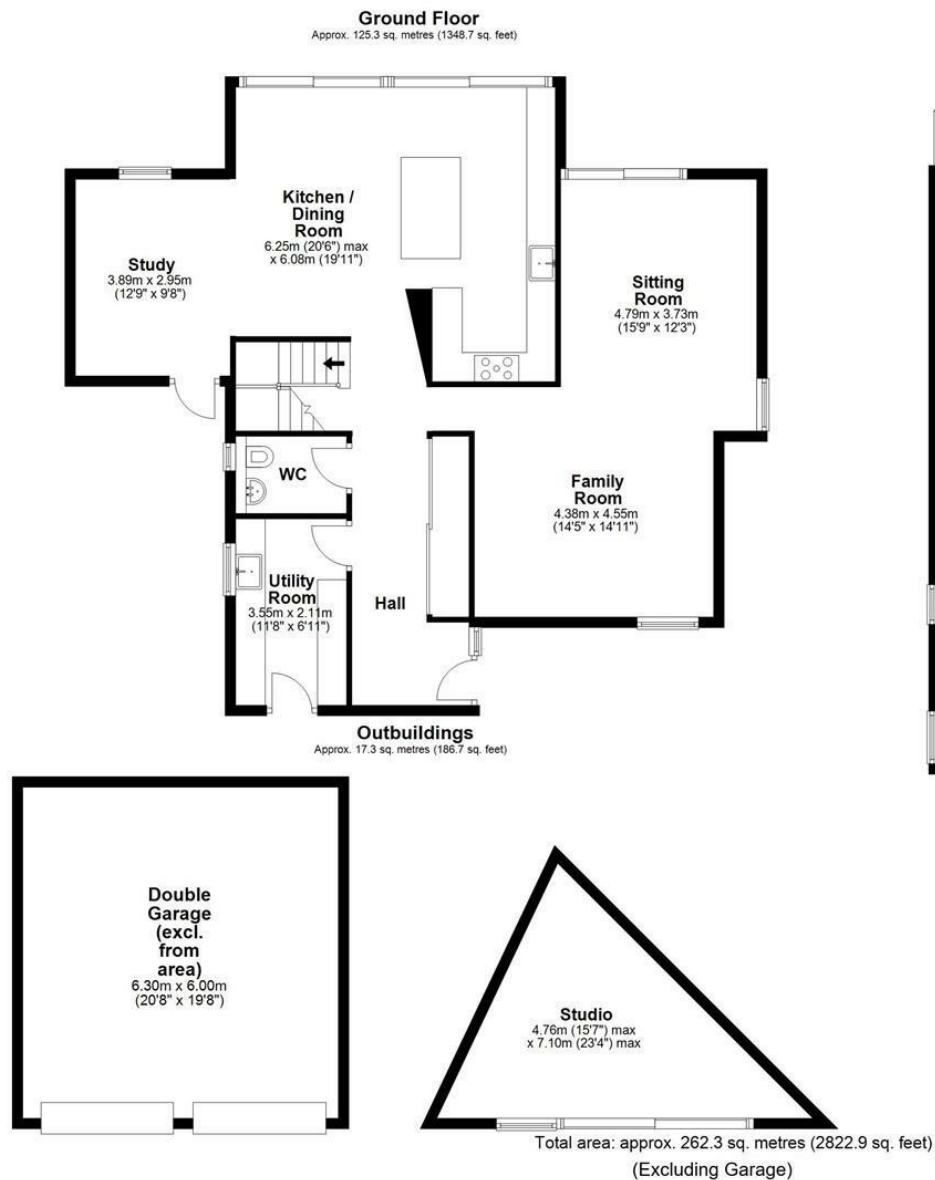 Ground Floor
Approx. 125.3 sq. metres (1348.7 sq. feet)
Kitchen /
Dining
Room
6.25m (20'6") max
x 6.08m (19'11")
Study
3.89m x 2.95m
(12'9" x 9'8")
Sitting
Room
4.79m x 3.73m
(15'9" x 12'3")
WC
Family
Room
4.38m x 4.55m
(14'5" x 14'11")
Utility
Room
3.55m x 2.11m
(11'8" x 6'11")
Hall
Outbuildings
Approx. 17.3 sq. metres (186.7 sq. feet)
Double
Garage
(excl.
from
area)
6.30m x 6.00m
(20'8" x 19'8")
Studio
4.76m (15'7") max
x 7.10m (23'4") max
Total area: approx. 262.3 sq. metres (2822.9 sq. feet)
(Excluding Garage)